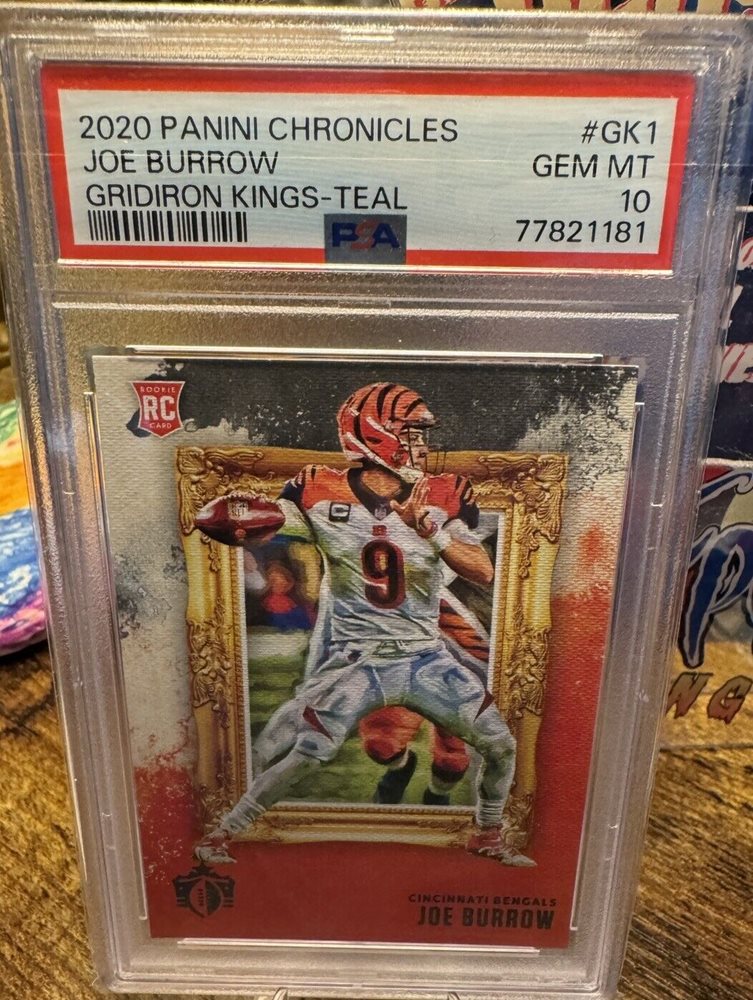 2020 PANINI CHRONICLES #GK1
JOE BURROW GEM MT
GRIDIRON KINGS-TEAL 10
PSA 77821181
ROOKIE
RC
CARD
9
CINCINNATI BENGALS
JOE BURROW